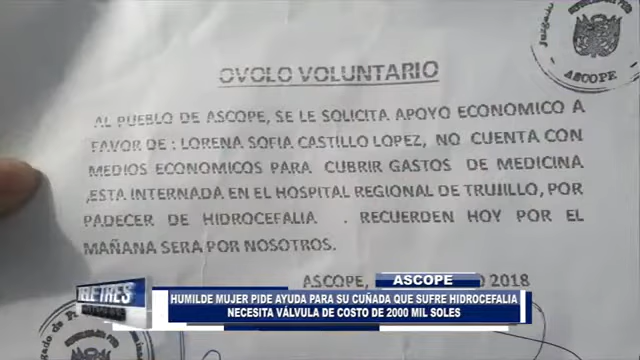 OVOLO VOLUNTARIO
AL PUEBLO DE ASCOPE, SE LE SOLICITA APOYO ECONOMICO A
FAVOR DE : LORENA SOFIA CASTILLO LOPEZ, NO CUENTA CON
MEDIOS ECONOMICOS PARA CUBRIR GASTOS DE MEDICINA
,ESTA INTERNADA EN EL HOSPITAL REGIONAL DE TRUJILLO, POR
PADECER DE HIDROCEFALIA . RECUERDEN HOY POR EL
MAÑANA SERA POR NOSOTROS.
ASCOPE, 2018
Juzgado
ASCOPE
ASCOPE
TELETRES
HUMILDE MUJER PIDE AYUDA PARA SU CUÑADA QUE SUFRE HIDROCEFALIA
NECESITA VÁLVULA DE COSTO DE 2000 MIL SOLES